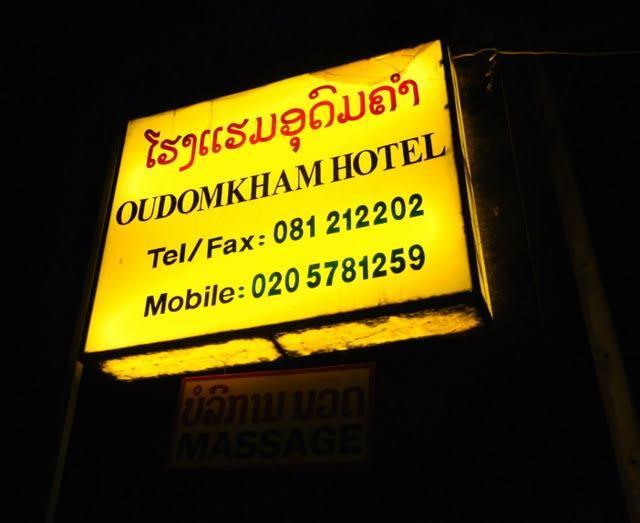 ໂຮງແຮມອຸດົມຄຳ
OUDOMKHAM HOTEL
Tel/Fax: 081 212202
Mobile: 020 5781259
ບໍລິການ ນວດ
MASSAGE